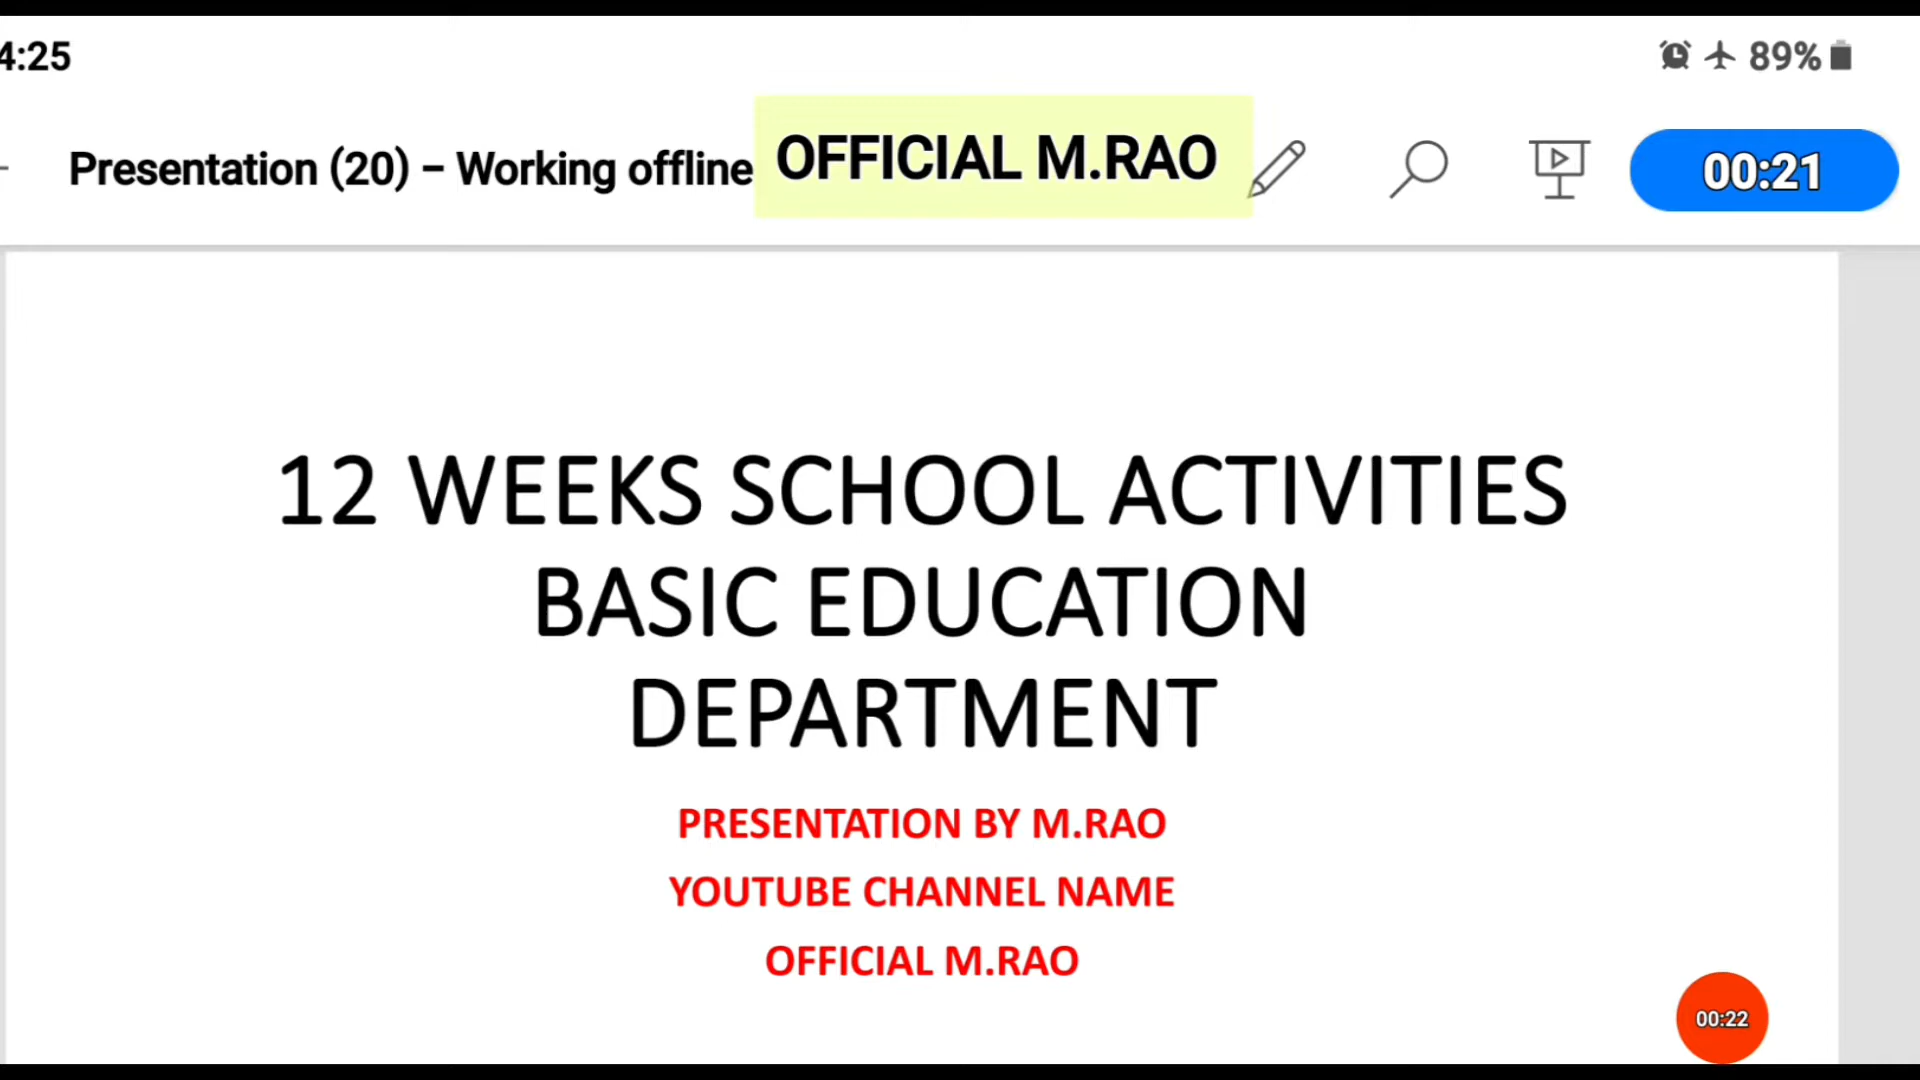 4:25
89%
Presentation (20) – Working offline
OFFICIAL M.RAO
00:21
12 WEEKS SCHOOL ACTIVITIES
BASIC EDUCATION
DEPARTMENT
PRESENTATION BY M.RAO
YOUTUBE CHANNEL NAME
OFFICIAL M.RAO
00:22